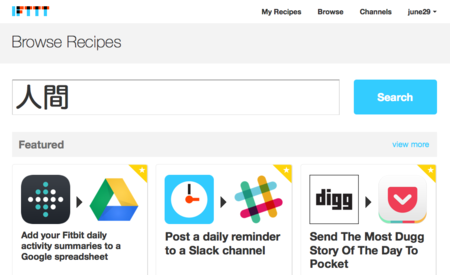 IFTTT
My Recipes Browse Channels june29
Browse Recipes
人間
Search
Featured
view more
Add your Fitbit daily
activity summaries to a
Google spreadsheet
Post a daily reminder
to a Slack channel
digg
Send The Most Dugg
Story Of The Day To
Pocket